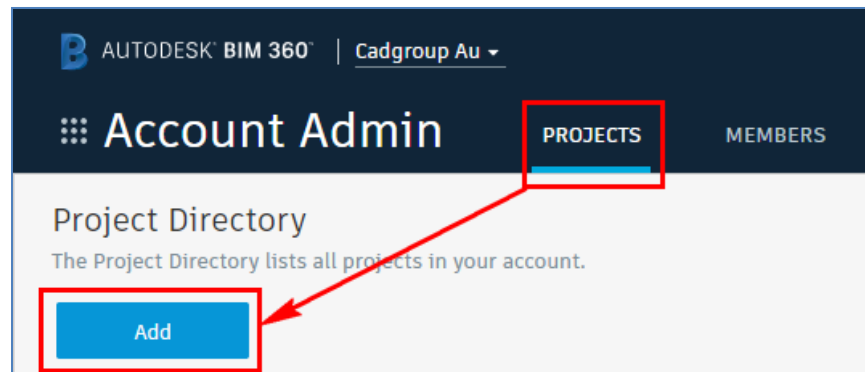 AUTODESK® BIM 360™ | Cadgroup Au
Account Admin PROJECTS MEMBERS
Project Directory
The Project Directory lists all projects in your account.
Add